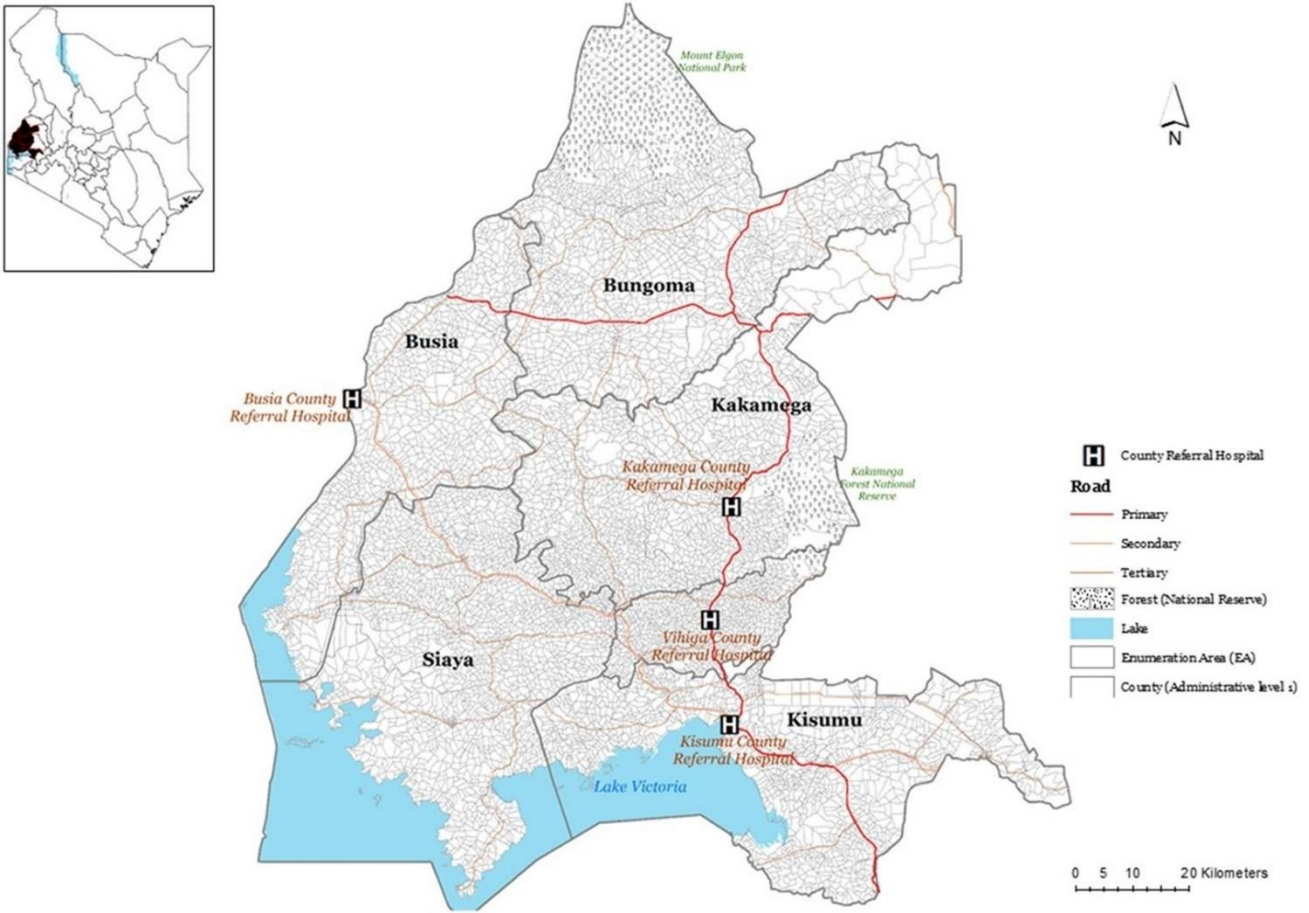 Mount Elgon
National Park
N
Bungoma
Busia
Busia County
Referral Hospital
H
Kakamega
Kakamega County
Referral Hospital
H
Kakamega
Forest National
Reserve
H
Vihiga County
Referral Hospital
Siaya
Kisumu
H
Kisumu County
Referral Hospital
Lake Victoria
H County Referral Hospital
Road
Primary
Secondary
Tertiary
Forest (National Reserve)
Lake
Enumeration Area (EA)
County (Administrative level 1)
0 5 10 20 Kilometers